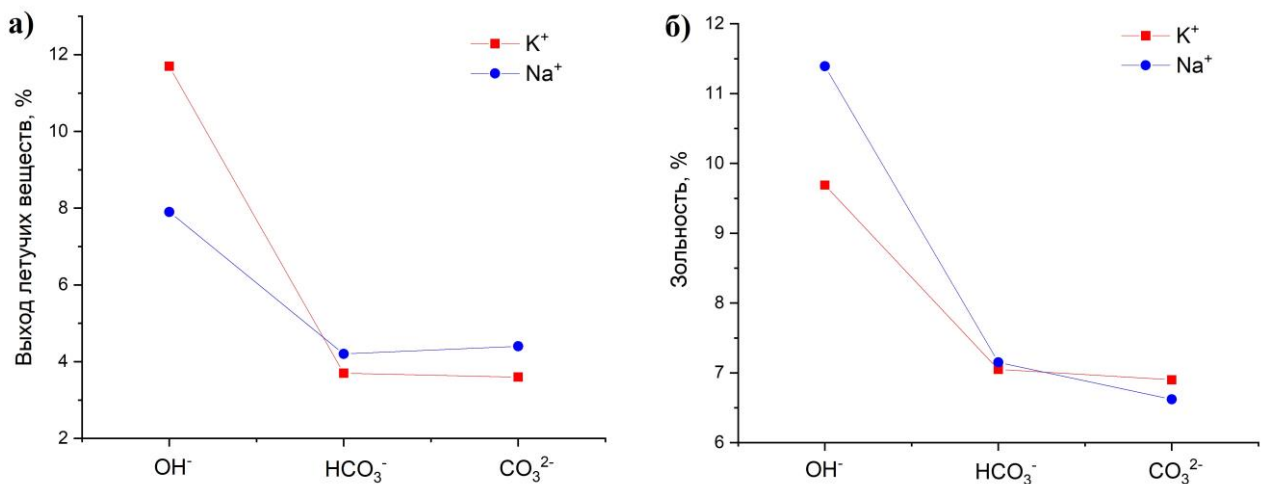 а)
Выход летучих веществ, %
12
10
8
6
4
2
K⁺
Na⁺
OH⁻
HCO₃⁻
CO₃²⁻
б)
Зольность, %
12
11
10
9
8
7
6
K⁺
Na⁺
OH⁻
HCO₃⁻
CO₃²⁻